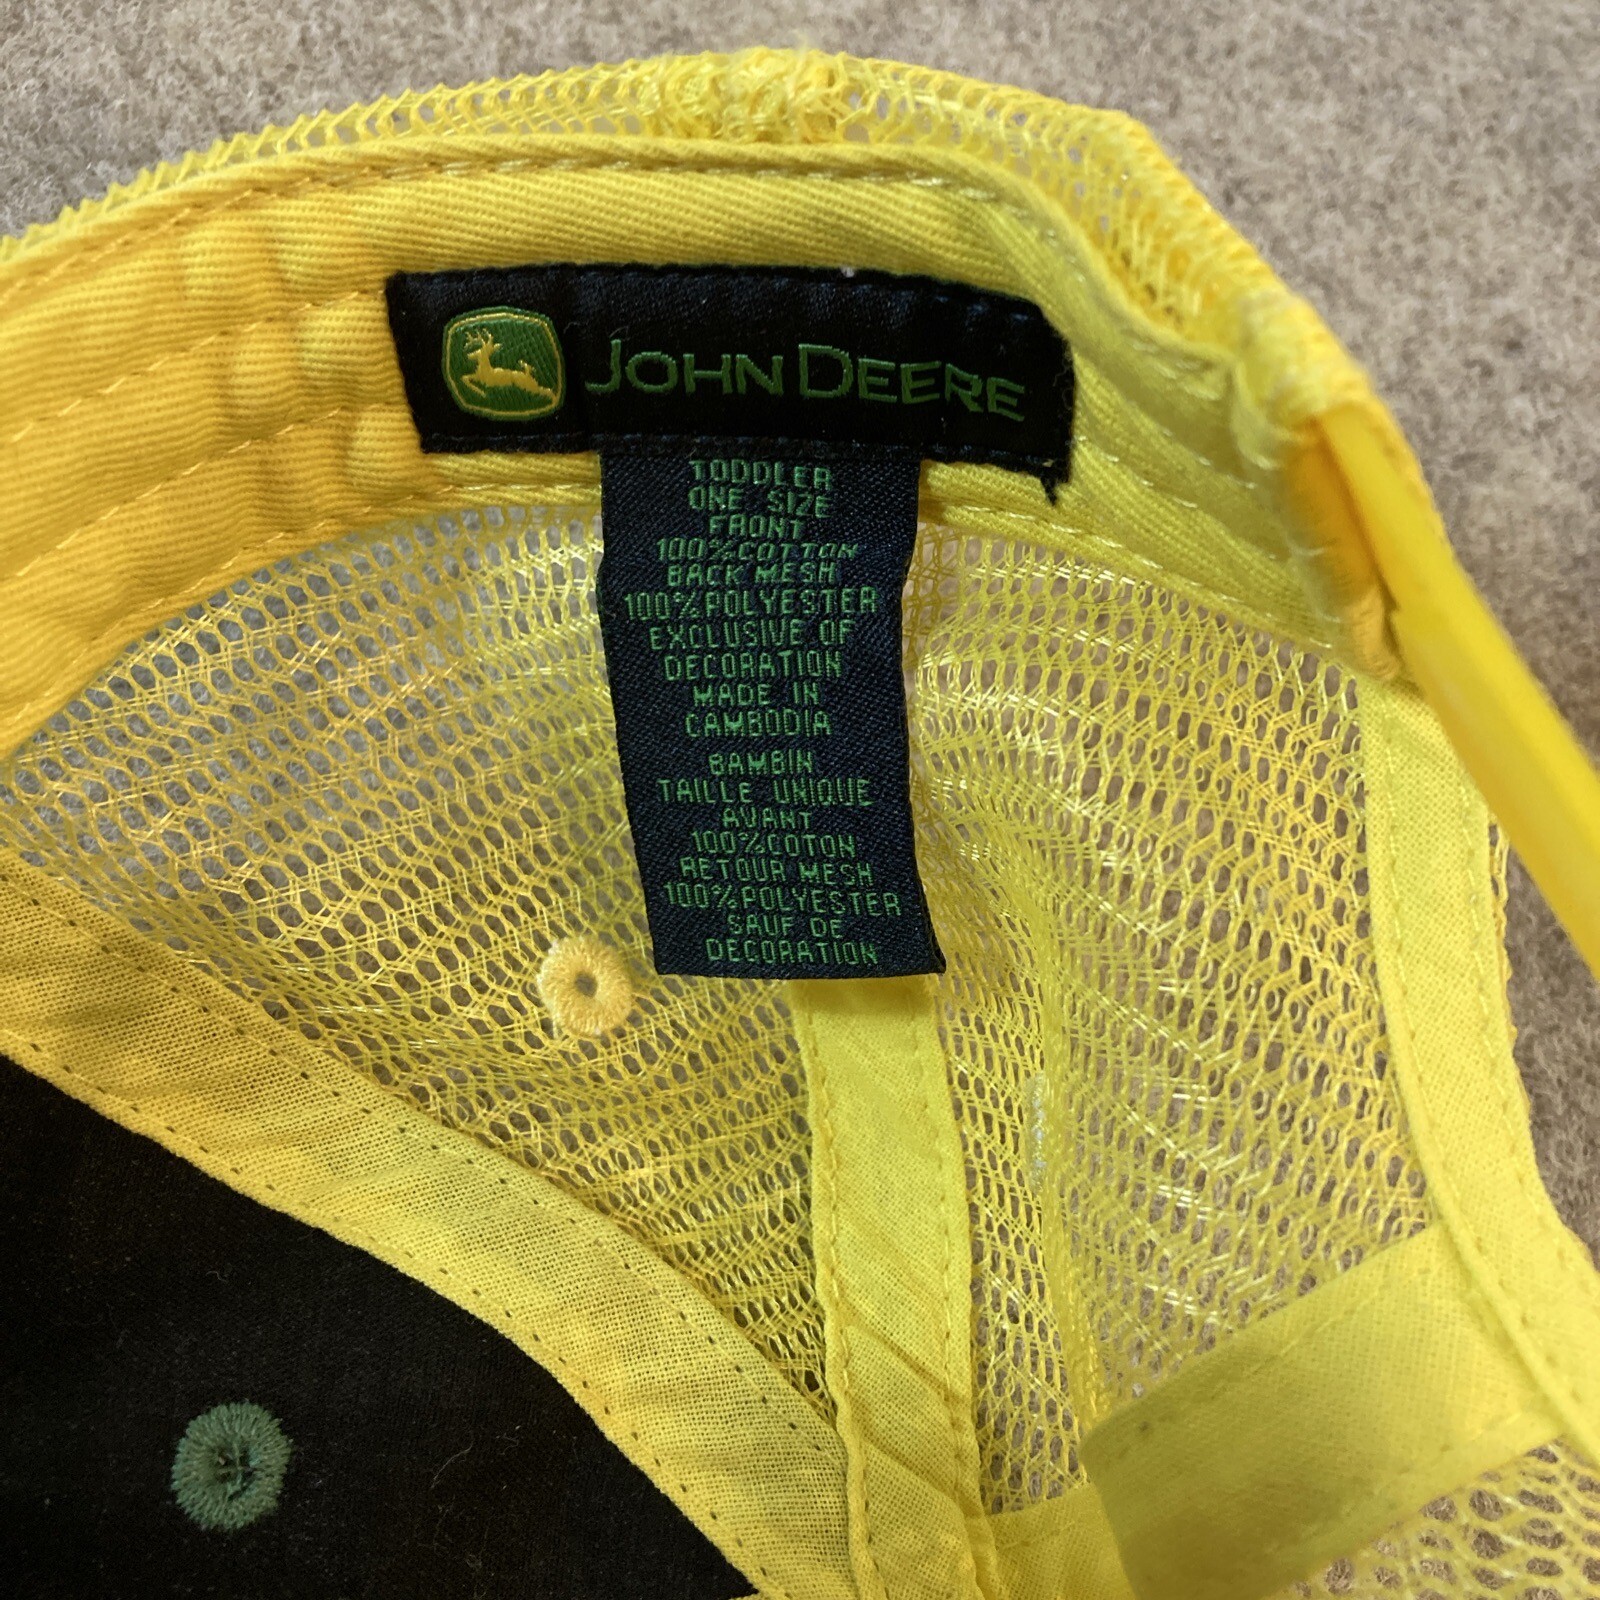 JOHN DEERE
TODDLER
ONE SIZE
FRONT
100%COTTON
BACK MESH
100%POLYESTER
EXCLUSIVE OF
DECORATION
MADE IN
CAMBODIA
BAMBIN
TAILLE UNIQUE
AVANT
100%COTON
RETOUR MESH
100%POLYESTER
SAUF DE
DECORATION